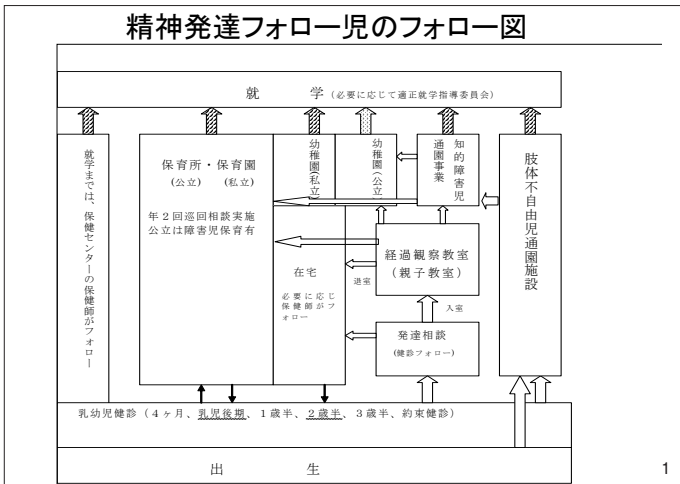 精神発達フォロー児のフォロー図
就　学（必要に応じて適正就学指導委員会）
就学までは、保健センターの保健師がフォロー
保育所・保育園
（公立）　（私立）
年２回巡回相談実施
公立は障害児保育有
幼稚園（私立）
幼稚園（公立）
知的障害児
通園事業
肢体不自由児通園施設
在宅
必要に応じ
保健師がフ
ォロー
退室
経過観察教室
（親子教室）
入室
発達相談
（健診フォロー）
乳幼児健診（４ヶ月、乳児後期、１歳半、２歳半、３歳半、約束健診）
出　生
1